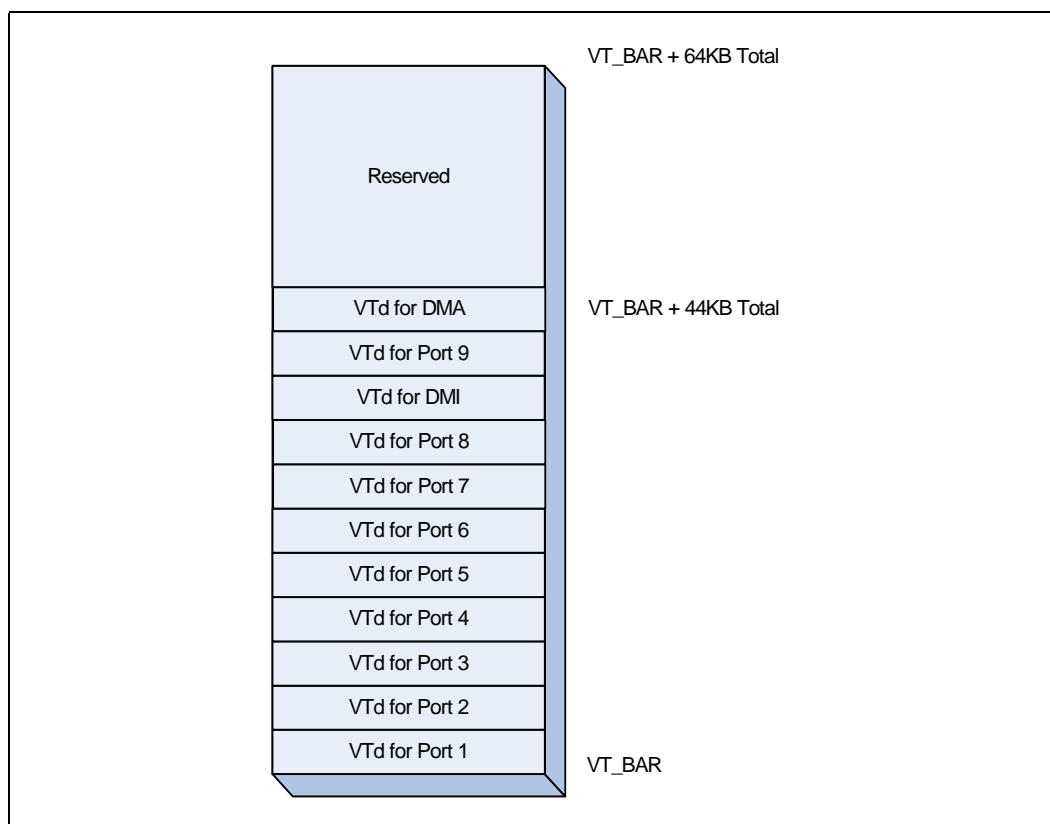 VT_BAR + 64KB Total
Reserved
VTd for DMA
VT_BAR + 44KB Total
VTd for Port 9
VTd for DMI
VTd for Port 8
VTd for Port 7
VTd for Port 6
VTd for Port 5
VTd for Port 4
VTd for Port 3
VTd for Port 2
VTd for Port 1
VT_BAR